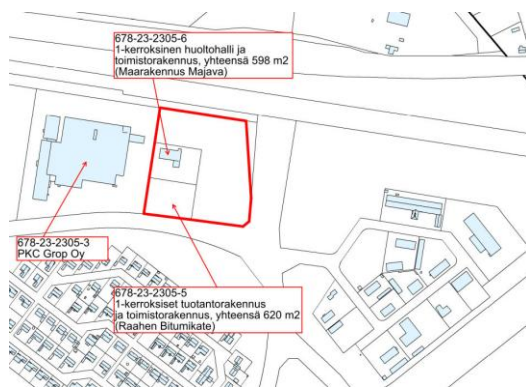 678-23-2305-6
1-kerroksinen huoltohalli ja
toimistorakennus, yhteensä 598 m2
(Maarakennus Majava)
678-23-2305-3
PKC Grop Oy
678-23-2305-5
1-kerroksiset tuotantorakennus
ja toimistorakennus, yhteensä 620 m2
(Raahen Bitumikate)